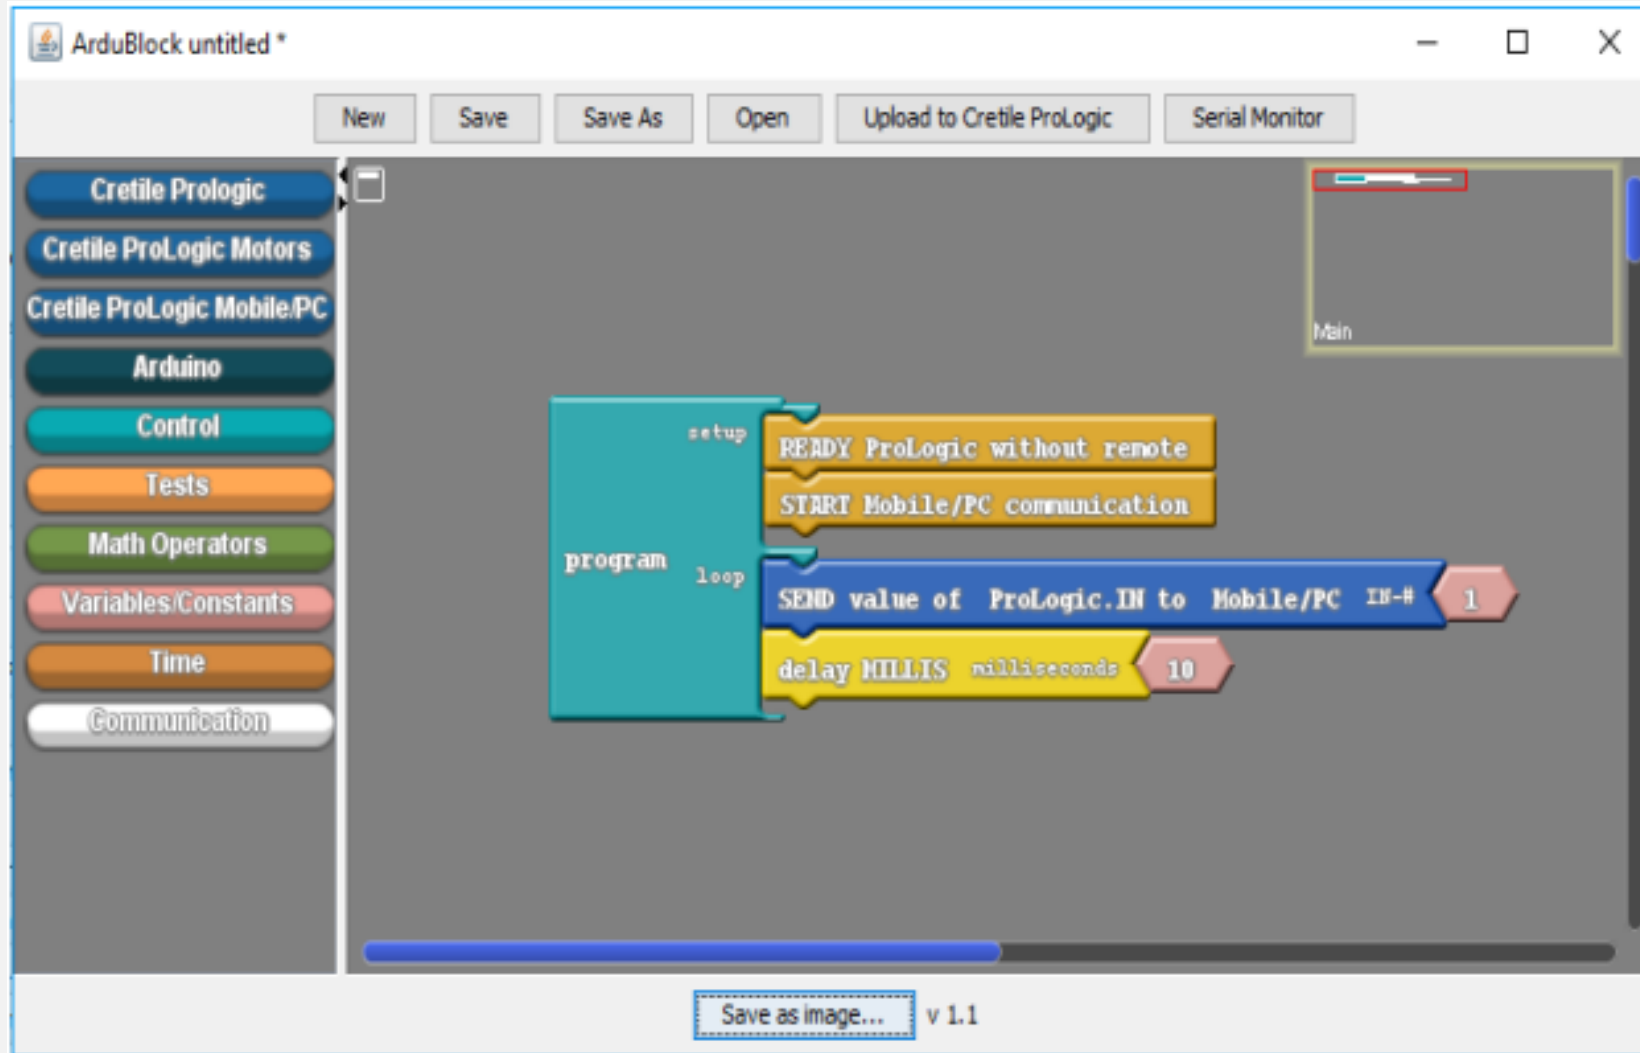 ArduBlock untitled *
New Save Save As Open Upload to Cretile ProLogic Serial Monitor
Cretile Prologic
Cretile ProLogic Motors
Cretile ProLogic Mobile/PC
Arduino
Control
Tests
Math Operators
Variables/Constants
Time
Communication
Main
program
setup
READY ProLogic without remote
START Mobile/PC communication
loop
SEND value of ProLogic.IN to Mobile/PC IN-# 1
delay MILLIS milliseconds 10
Save as image... v 1.1